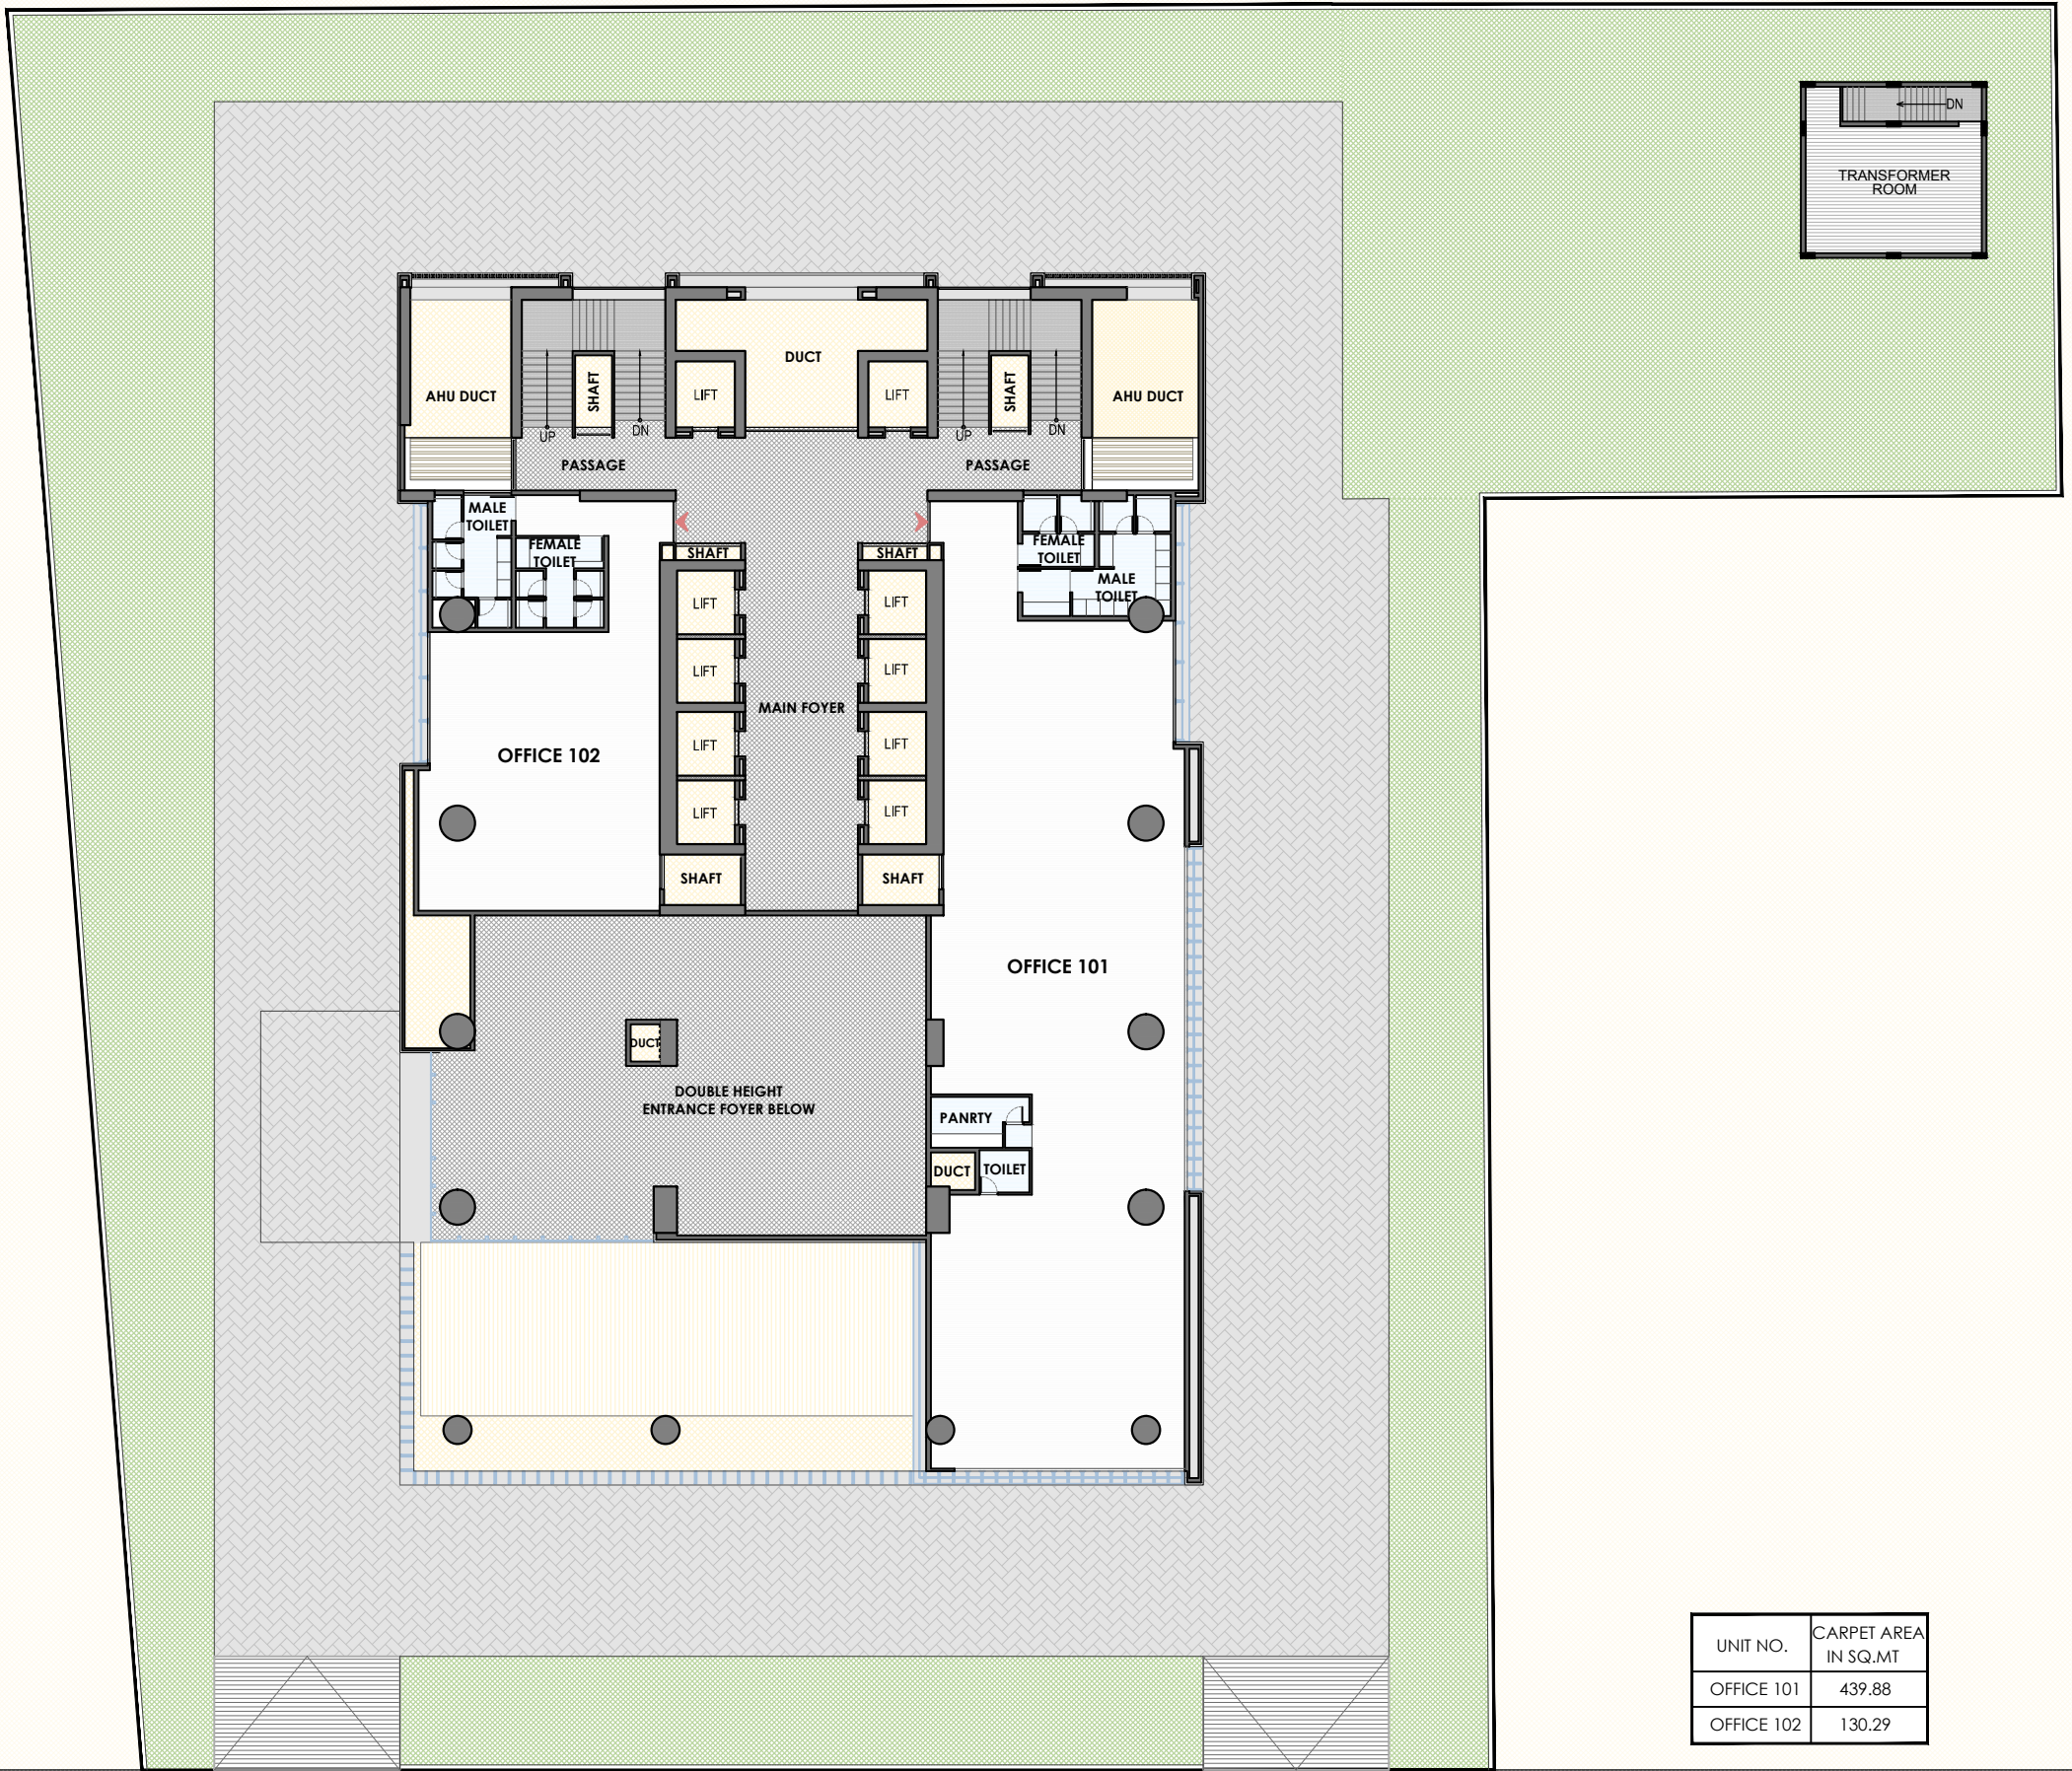 DN
TRANSFORMER
ROOM
DUCT
AHU DUCT
SHAFT
LIFT
LIFT
SHAFT
AHU DUCT
UP
DN
UP
DN
PASSAGE
PASSAGE
MALE
TOILET
FEMALE
TOILET
SHAFT
SHAFT
FEMALE
TOILET
MALE
TOILET
LIFT
LIFT
LIFT
LIFT
MAIN FOYER
LIFT
LIFT
OFFICE 102
LIFT
LIFT
SHAFT
SHAFT
OFFICE 101
DUCT
DOUBLE HEIGHT
ENTRANCE FOYER BELOW
PANRTY
DUCT
TOILET
UNIT NO.
CARPET AREA
IN SQ.MT
OFFICE 101
439.88
OFFICE 102
130.29